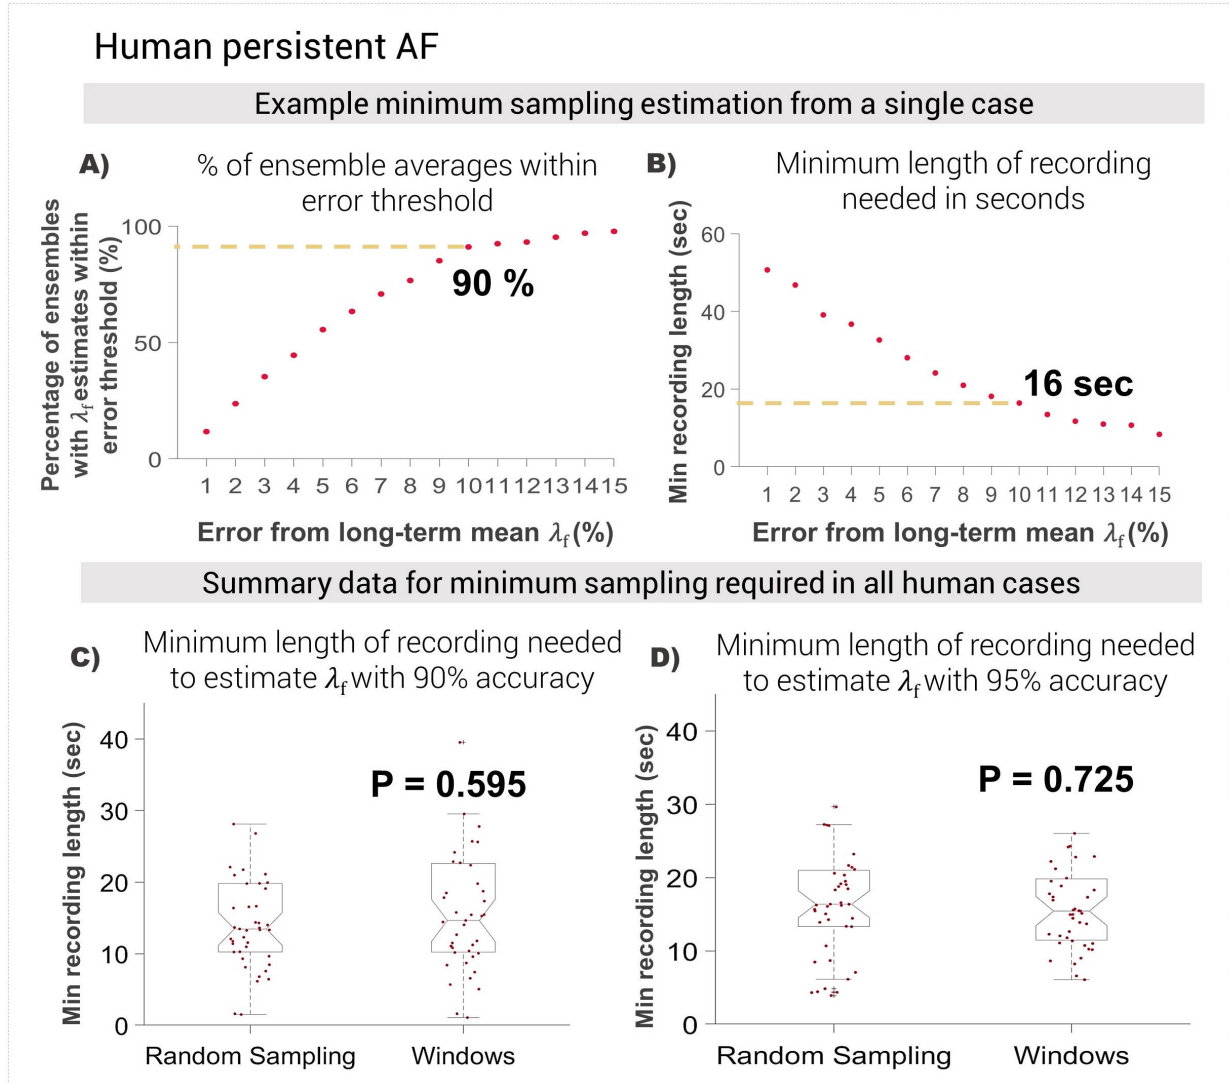 Human persistent AF
Example minimum sampling estimation from a single case
A)
% of ensemble averages within
error threshold
Percentage of ensembles
with λf estimates within
error threshold (%)
100
50
0
90 %
1 2 3 4 5 6 7 8 9 10 11 12 13 14 15
Error from long-term mean λf (%)
B)
Minimum length of recording
needed in seconds
Min recording length (sec)
60
40
20
0
16 sec
1 2 3 4 5 6 7 8 9 10 11 12 13 14 15
Error from long-term mean λf (%)
Summary data for minimum sampling required in all human cases
C)
Minimum length of recording needed
to estimate λf with 90% accuracy
Min recording length (sec)
40
30
20
10
0
P = 0.595
Random Sampling Windows
D)
Minimum length of recording needed
to estimate λf with 95% accuracy
Min recording length (sec)
40
30
20
10
0
P = 0.725
Random Sampling Windows